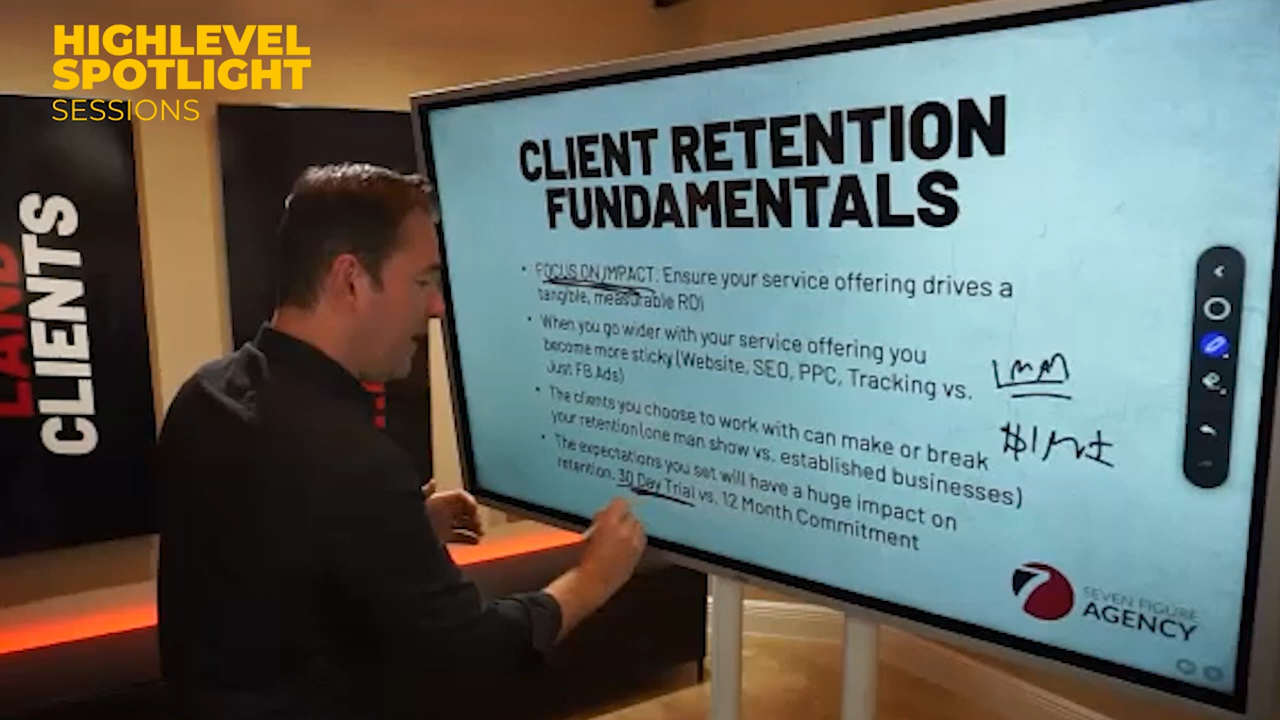 HIGHLEVEL
SPOTLIGHT
SESSIONS
LAND
CLIENTS
CLIENT RETENTION
FUNDAMENTALS
• FOCUS ON IMPACT. Ensure your service offering drives a
tangible, measurable ROI
• When you go wider with your service offering you
become more sticky (Website, SEO, PPC, Tracking vs.
Just FB Ads)
• The clients you choose to work with can make or break
your retention (one man show vs. established businesses)
• The expectations you set will have a huge impact on
retention. 30 Day Trial vs. 12 Month Commitment
SEVEN FIGURE
AGENCY